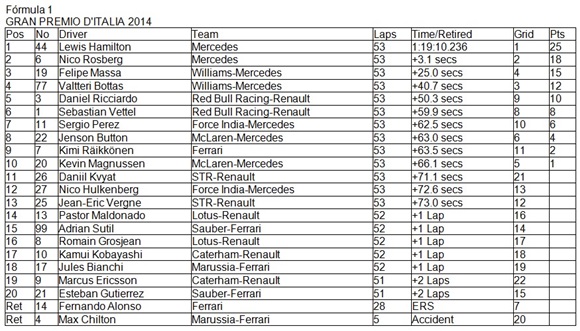 Fórmula 1
GRAN PREMIO D'ITALIA 2014
Pos No Driver Team Laps Time/Retired Grid Pts
1 44 Lewis Hamilton Mercedes 53 1:19:10.236 1 25
2 6 Nico Rosberg Mercedes 53 +3.1 secs 2 18
3 19 Felipe Massa Williams-Mercedes 53 +25.0 secs 4 15
4 77 Valtteri Bottas Williams-Mercedes 53 +40.7 secs 3 12
5 3 Daniel Ricciardo Red Bull Racing-Renault 53 +50.3 secs 9 10
6 1 Sebastian Vettel Red Bull Racing-Renault 53 +59.9 secs 8 8
7 11 Sergio Perez Force India-Mercedes 53 +62.5 secs 10 6
8 22 Jenson Button McLaren-Mercedes 53 +63.0 secs 6 4
9 7 Kimi Räikkönen Ferrari 53 +63.5 secs 11 2
10 20 Kevin Magnussen McLaren-Mercedes 53 +66.1 secs 5 1
11 26 Daniil Kvyat STR-Renault 53 +71.1 secs 21
12 27 Nico Hulkenberg Force India-Mercedes 53 +72.6 secs 13
13 25 Jean-Eric Vergne STR-Renault 53 +73.0 secs 12
14 13 Pastor Maldonado Lotus-Renault 52 +1 Lap 16
15 99 Adrian Sutil Sauber-Ferrari 52 +1 Lap 14
16 8 Romain Grosjean Lotus-Renault 52 +1 Lap 17
17 10 Kamui Kobayashi Caterham-Renault 52 +1 Lap 18
18 17 Jules Bianchi Marussia-Ferrari 52 +1 Lap 19
19 9 Marcus Ericsson Caterham-Renault 51 +2 Laps 22
20 21 Esteban Gutierrez Sauber-Ferrari 51 +2 Laps 15
Ret 14 Fernando Alonso Ferrari 28 ERS 7
Ret 4 Max Chilton Marussia-Ferrari 5 Accident 20